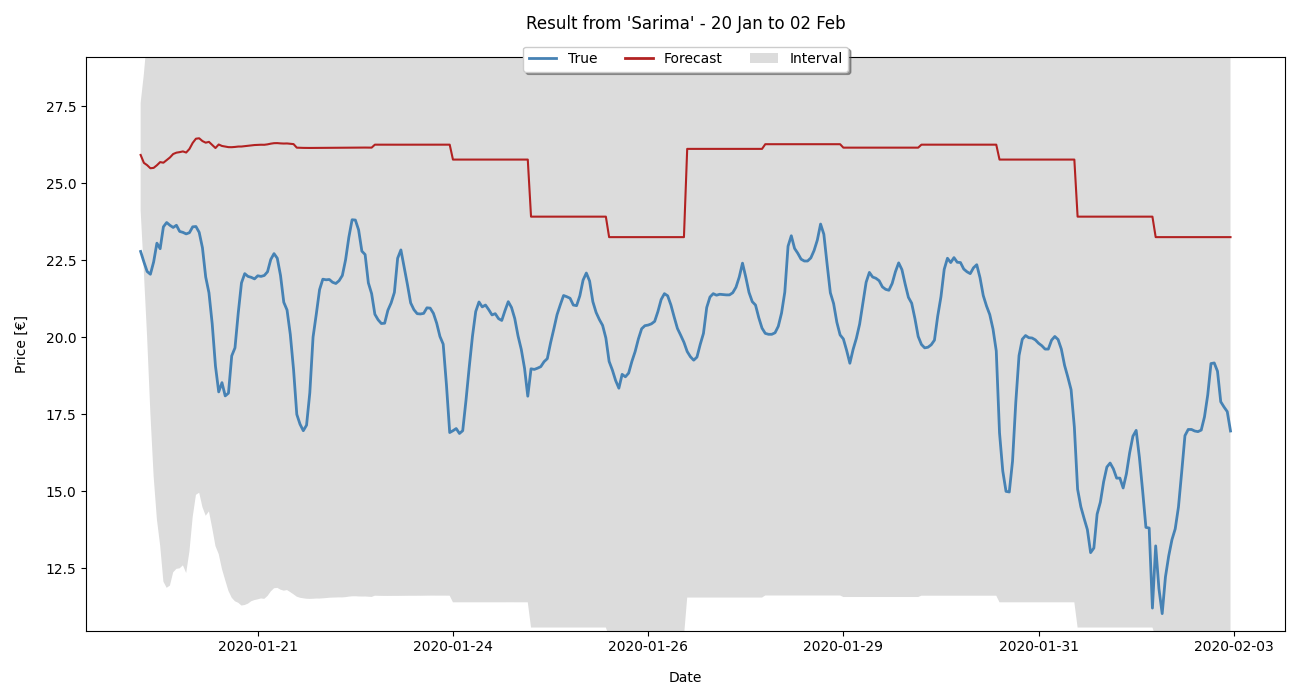 Result from 'Sarima' - 20 Jan to 02 Feb
True Forecast Interval
27.5
25.0
22.5
20.0
17.5
15.0
12.5
Price [€]
2020-01-21 2020-01-24 2020-01-26 2020-01-29 2020-01-31 2020-02-03
Date